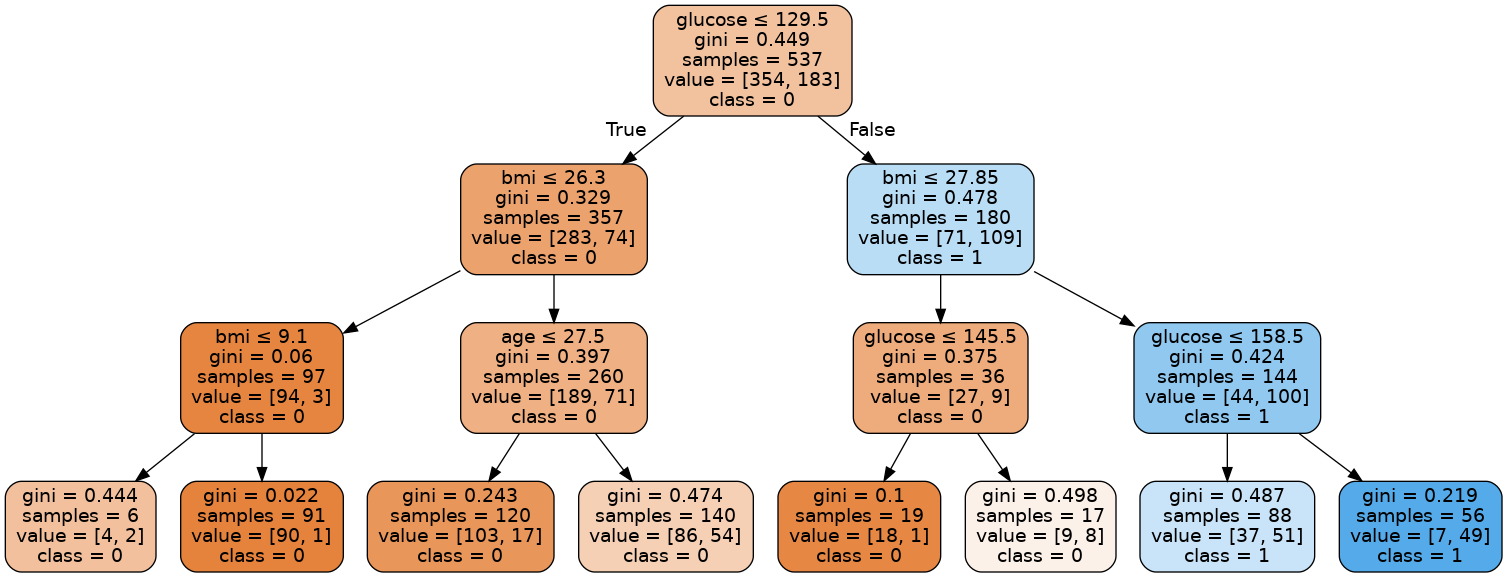 glucose ≤ 129.5
gini = 0.449
samples = 537
value = [354, 183]
class = 0
True
False
bmi ≤ 26.3
gini = 0.329
samples = 357
value = [283, 74]
class = 0
bmi ≤ 27.85
gini = 0.478
samples = 180
value = [71, 109]
class = 1
bmi ≤ 9.1
gini = 0.06
samples = 97
value = [94, 3]
class = 0
age ≤ 27.5
gini = 0.397
samples = 260
value = [189, 71]
class = 0
glucose ≤ 145.5
gini = 0.375
samples = 36
value = [27, 9]
class = 0
glucose ≤ 158.5
gini = 0.424
samples = 144
value = [44, 100]
class = 1
gini = 0.444
samples = 6
value = [4, 2]
class = 0
gini = 0.022
samples = 91
value = [90, 1]
class = 0
gini = 0.243
samples = 120
value = [103, 17]
class = 0
gini = 0.474
samples = 140
value = [86, 54]
class = 0
gini = 0.1
samples = 19
value = [18, 1]
class = 0
gini = 0.498
samples = 17
value = [9, 8]
class = 0
gini = 0.487
samples = 88
value = [37, 51]
class = 1
gini = 0.219
samples = 56
value = [7, 49]
class = 1